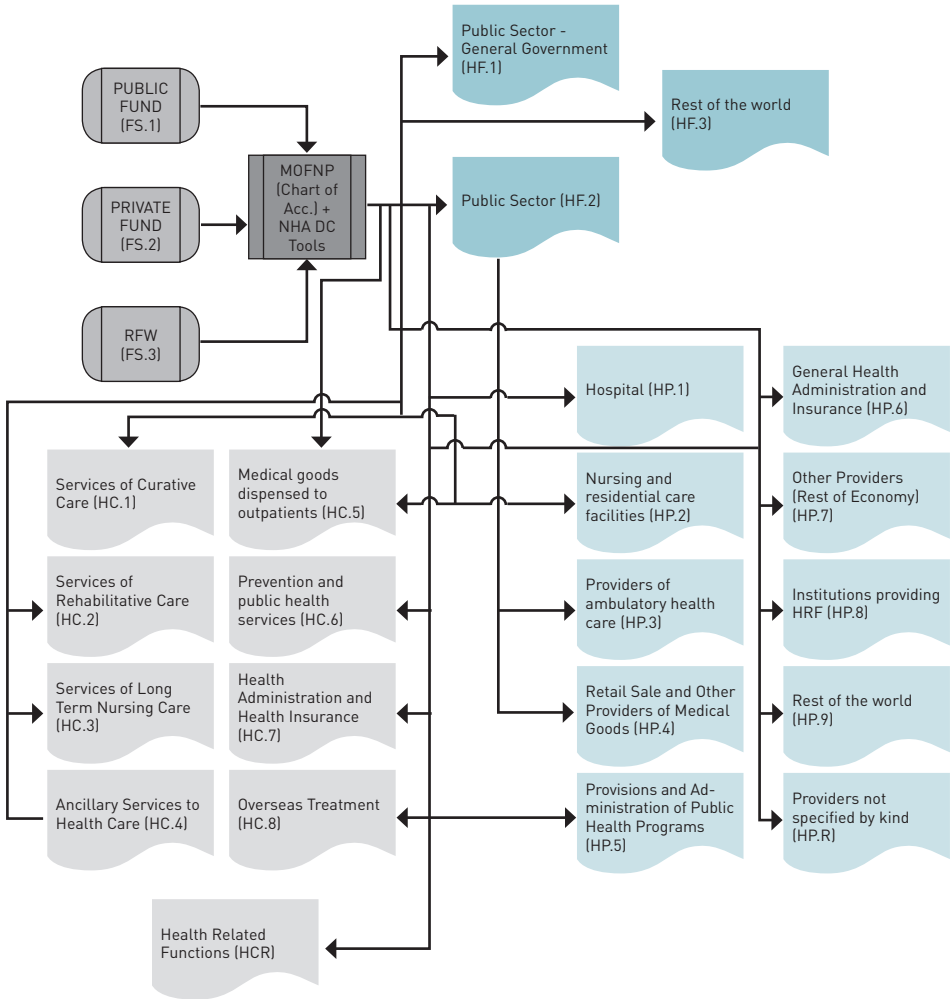 Public Sector -
General Government
(HF.1)
PUBLIC
FUND
(FS.1)
Rest of the world
(HF.3)
MOFNP
(Chart of
Acc.) +
NHA DC
Tools
PRIVATE
FUND
(FS.2)
Public Sector (HF.2)
RFW
(FS.3)
Hospital (HP.1)
General Health
Administration and
Insurance (HP.6)
Services of Curative
Care (HC.1)
Medical goods
dispensed to
outpatients (HC.5)
Nursing and
residential care
facilities (HP.2)
Other Providers
(Rest of Economy)
(HP.7)
Services of
Rehabilitative Care
(HC.2)
Prevention and
public health
services (HC.6)
Providers of
ambulatory health
care (HP.3)
Institutions providing
HRF (HP.8)
Services of Long
Term Nursing Care
(HC.3)
Health
Administration and
Health Insurance
(HC.7)
Retail Sale and Other
Providers of Medical
Goods (HP.4)
Rest of the world
(HP.9)
Ancillary Services to
Health Care (HC.4)
Overseas Treatment
(HC.8)
Provisions and Ad-
ministration of Public
Health Programs
(HP.5)
Providers not
specified by kind
(HP.R)
Health Related
Functions (HCR)